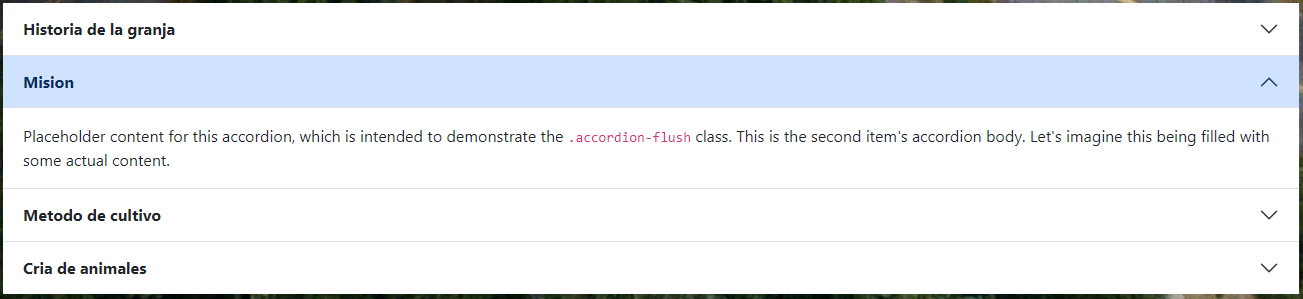 Historia de la granja
Mision
Placeholder content for this accordion, which is intended to demonstrate the .accordion-flush class. This is the second item's accordion body. Let's imagine this being filled with
some actual content.
Metodo de cultivo
Cria de animales